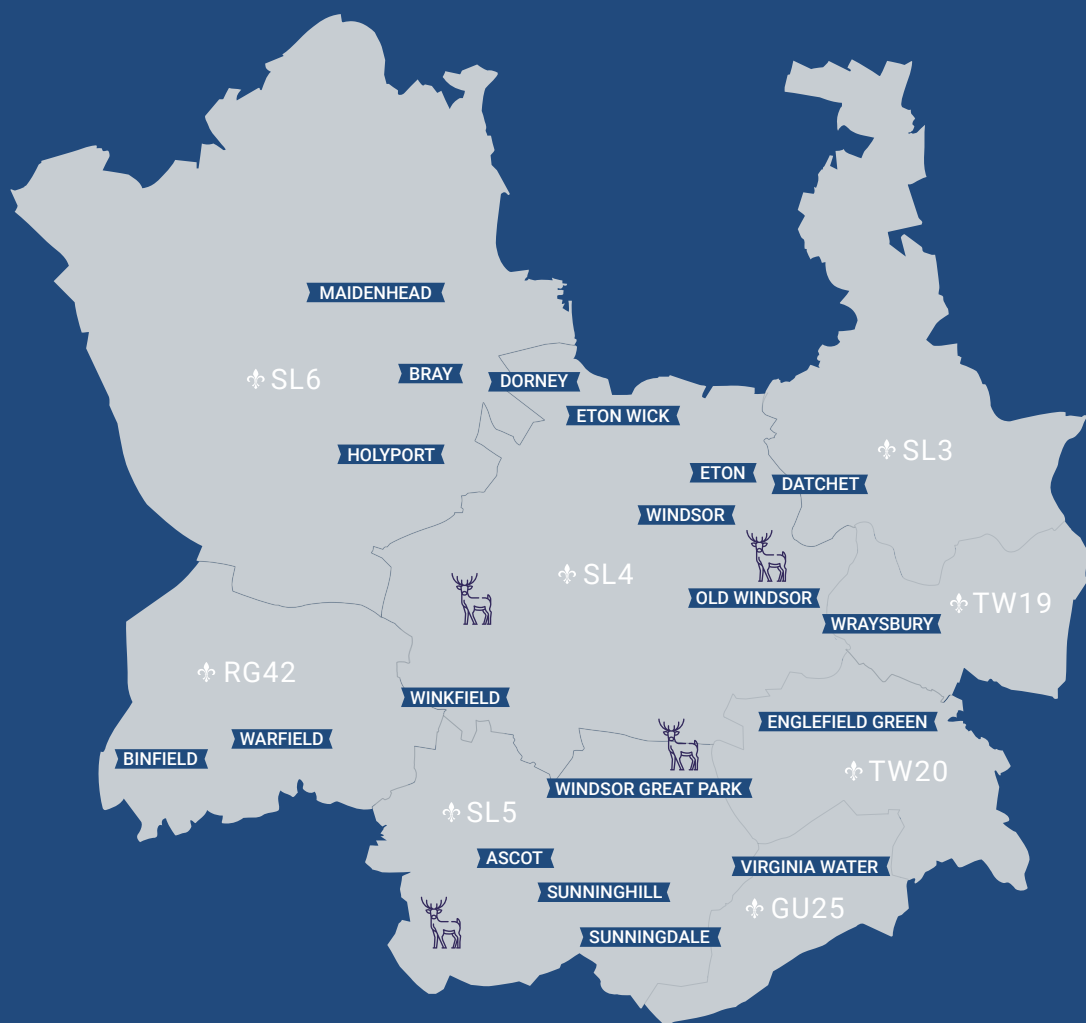 MAIDENHEAD
SL6
BRAY
DORNEY
ETON WICK
HOLYPORT
SL3
ETON
DATCHET
WINDSOR
SL4
OLD WINDSOR
TW19
WRAYSBURY
RG42
WINKFIELD
ENGLEFIELD GREEN
WARFIELD
BINFIELD
TW20
WINDSOR GREAT PARK
SL5
ASCOT
VIRGINIA WATER
SUNNINGHILL
GU25
SUNNINGDALE